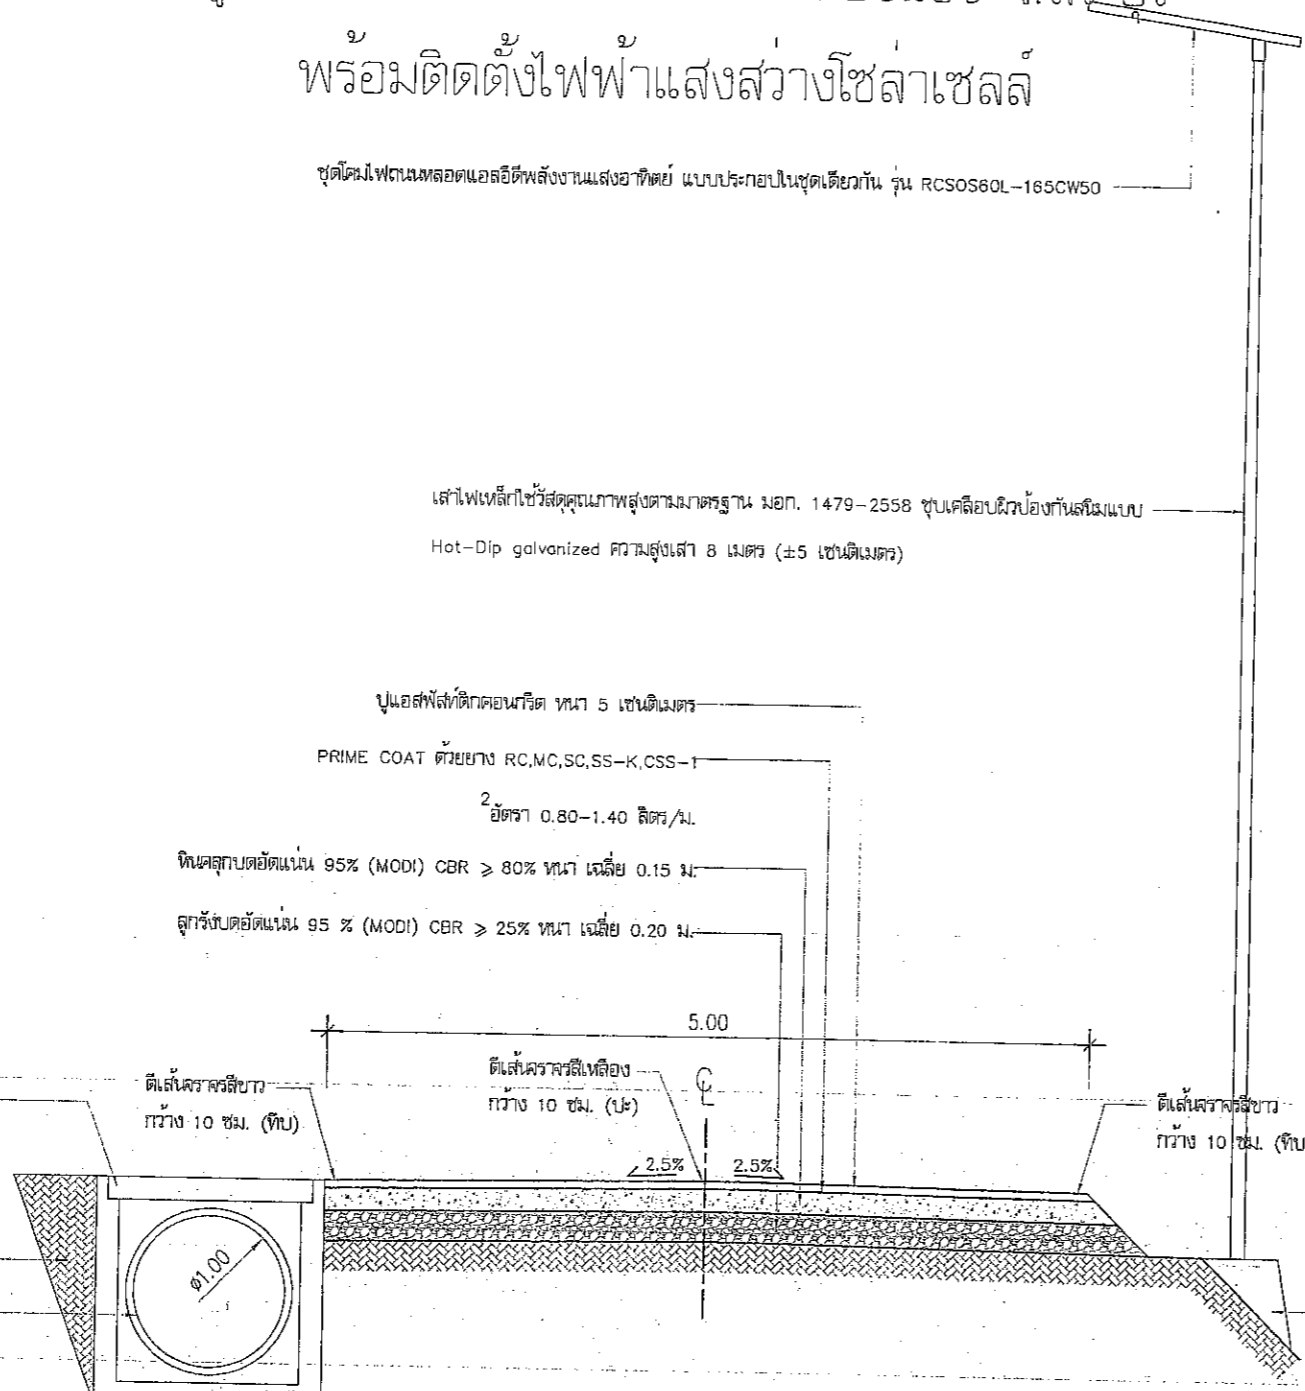 พร้อมติดตั้งไฟฟ้าแสงสว่างโซล่าเซลล์
ชุดโคมไฟถนนหลอดแอลอีดีพลังงานแสงอาทิตย์ แบบประกอบในชุดเดียวกัน รุ่น RCSOS60L-165CW50
เสาไฟเหล็กใช้วัสดุคุณภาพสูงตามมาตรฐาน มอก. 1479-2558 ชุบเคลือบผิวป้องกันสนิมแบบ
Hot-Dip galvanized ความสูงเสา 8 เมตร (±5 เซนติเมตร)
ปูแอสฟัสท์ติกคอนกรีต หนา 5 เซนติเมตร
PRIME COAT ด้วยยาง RC,MC,SC,SS-K,CSS-1
2
อัตรา 0.80-1.40 ลิตร/ม.
หินคลุกบดอัดแน่น 95% (MODI) CBR ⩾ 80% หนา เฉลี่ย 0.15 ม.
ลูกรังบดอัดแน่น 95 % (MODI) CBR ⩾ 25% หนา เฉลี่ย 0.20 ม.
5.00
ตีเส้นจราจรสีขาว
กว้าง 10 ซม. (ทึบ)
ตีเส้นจราจรสีเหลือง
กว้าง 10 ซม. (ปะ)
℄
ตีเส้นจราจรสีขาว
กว้าง 10 ซม. (ทึบ
2.5%
2.5%
ø1.00